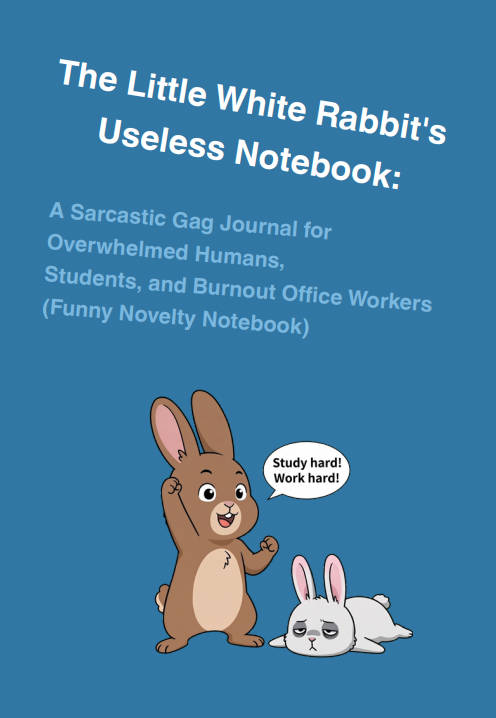 The Little White Rabbit's
Useless Notebook:
A Sarcastic Gag Journal for
Overwhelmed Humans,
Students, and Burnout Office Workers
(Funny Novelty Notebook)
Study hard!
Work hard!